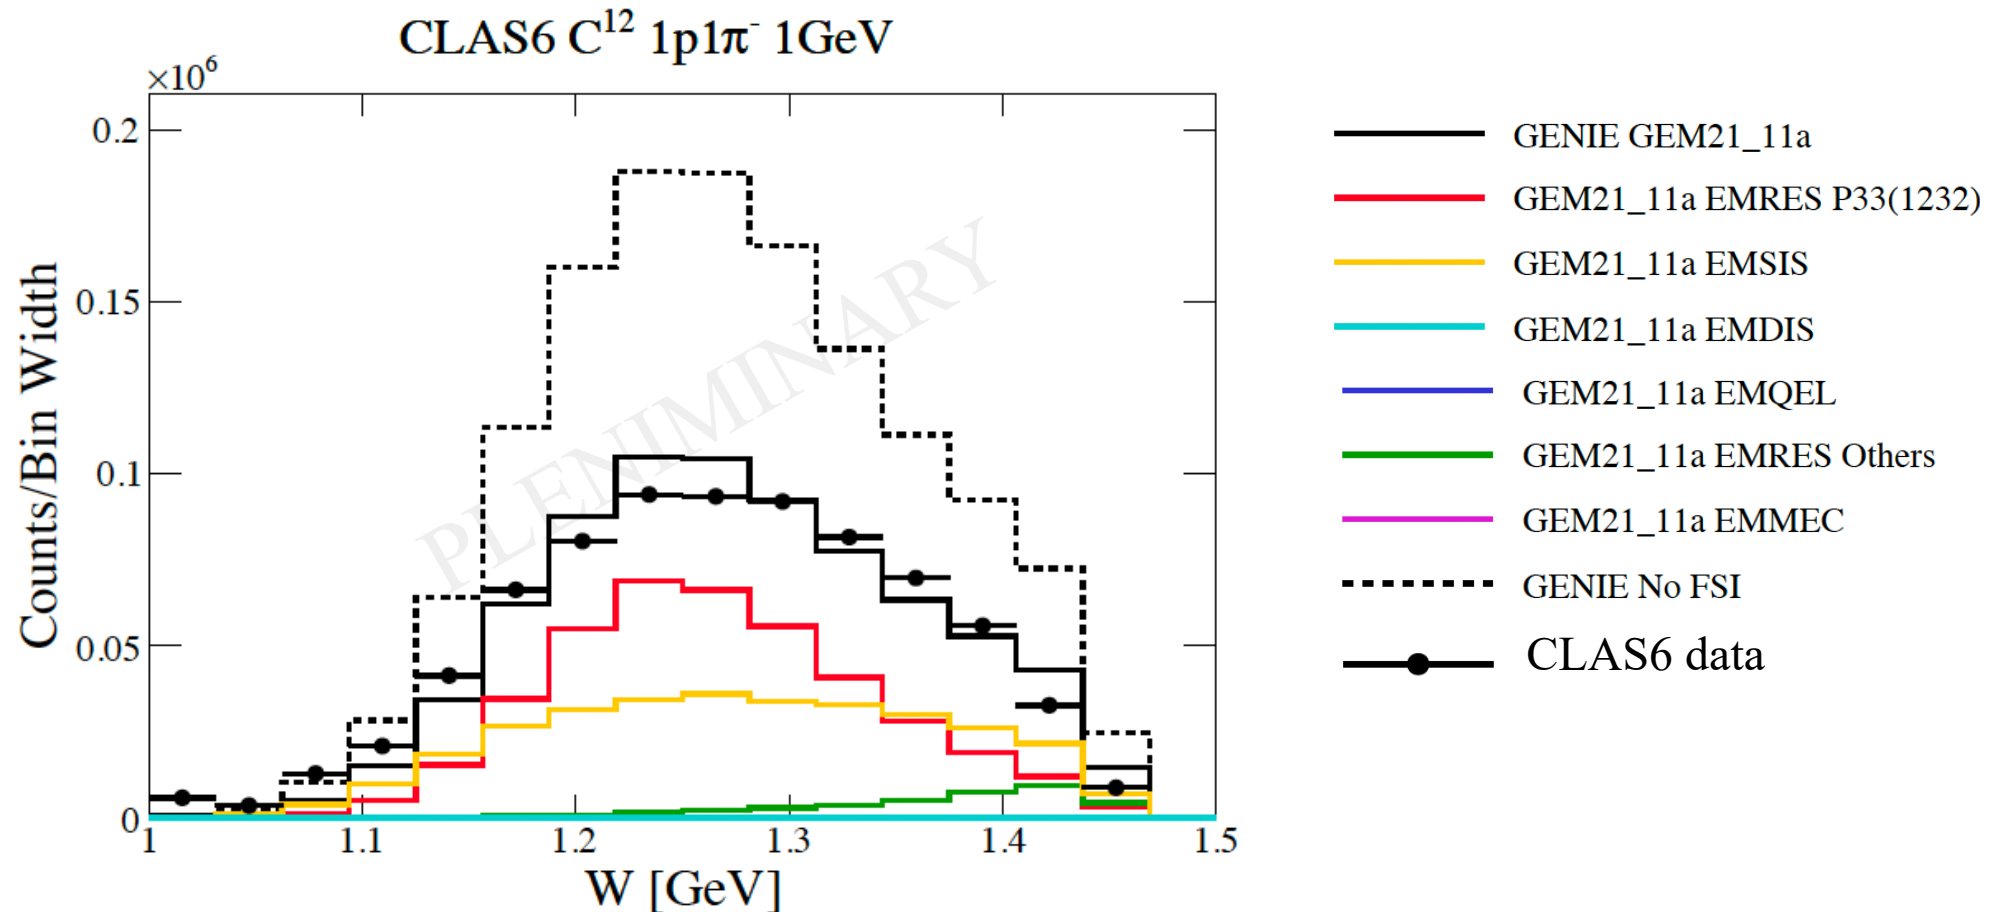 CLAS6 C¹² 1p1π⁻ 1GeV
×10⁶
0.2
0.15
0.1
0.05
0
1 1.1 1.2 1.3 1.4 1.5
W [GeV]
Counts/Bin Width
PLENIMINARY
GENIE GEM21_11a
GEM21_11a EMRES P33(1232)
GEM21_11a EMSIS
GEM21_11a EMDIS
GEM21_11a EMQEL
GEM21_11a EMRES Others
GEM21_11a EMMEC
GENIE No FSI
CLAS6 data